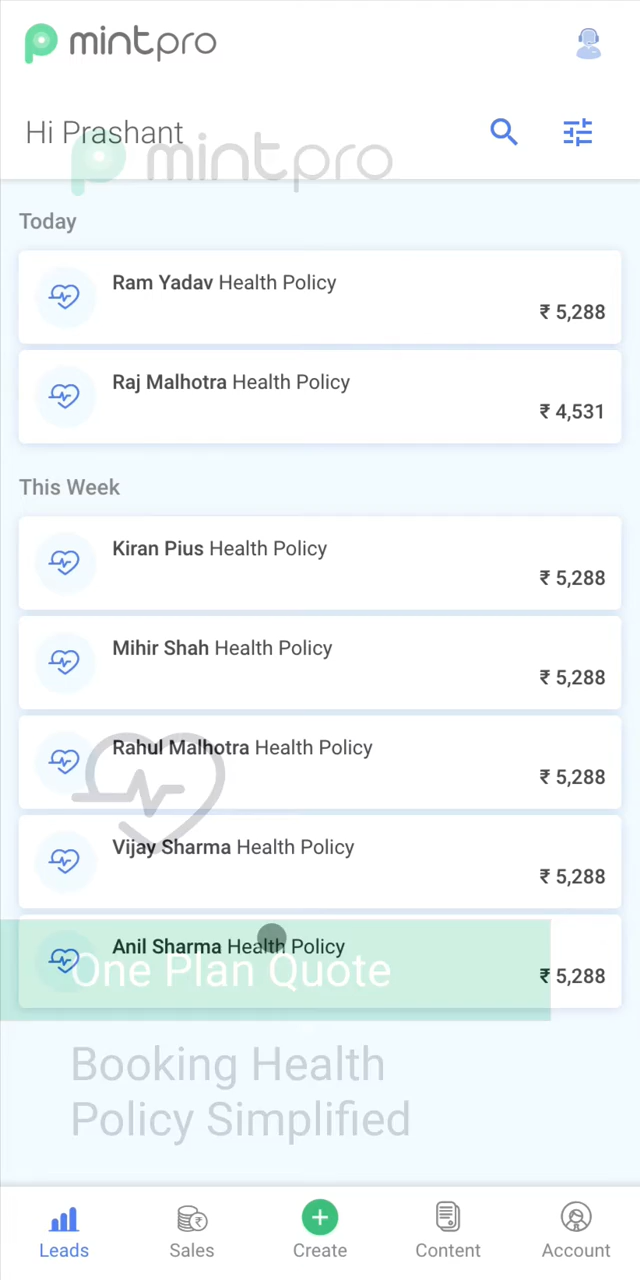 mintpro
Hi Prashant
mintpro
Today
Ram Yadav Health Policy
₹ 5,288
Raj Malhotra Health Policy
₹ 4,531
This Week
Kiran Pius Health Policy
₹ 5,288
Mihir Shah Health Policy
₹ 5,288
Rahul Malhotra Health Policy
₹ 5,288
Vijay Sharma Health Policy
₹ 5,288
Anil Sharma Health Policy
One Plan Quote
₹ 5,288
Booking Health
Policy Simplified
Leads Sales Create Content Account